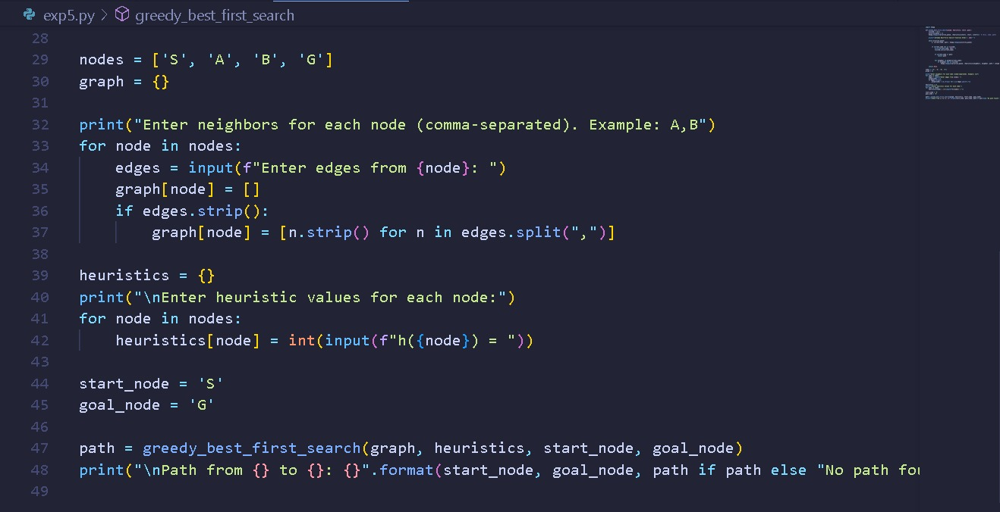 exp5.py > greedy_best_first_search
28
29 nodes = ['S', 'A', 'B', 'G']
30 graph = {}
31
32 print("Enter neighbors for each node (comma-separated). Example: A,B")
33 for node in nodes:
34     edges = input(f"Enter edges from {node}: ")
35     graph[node] = []
36     if edges.strip():
37         graph[node] = [n.strip() for n in edges.split(",")]
38
39 heuristics = {}
40 print("\nEnter heuristic values for each node:")
41 for node in nodes:
42     heuristics[node] = int(input(f"h({node}) = "))
43
44 start_node = 'S'
45 goal_node = 'G'
46
47 path = greedy_best_first_search(graph, heuristics, start_node, goal_node)
48 print("\nPath from {} to {}: {}".format(start_node, goal_node, path if path else "No path
49